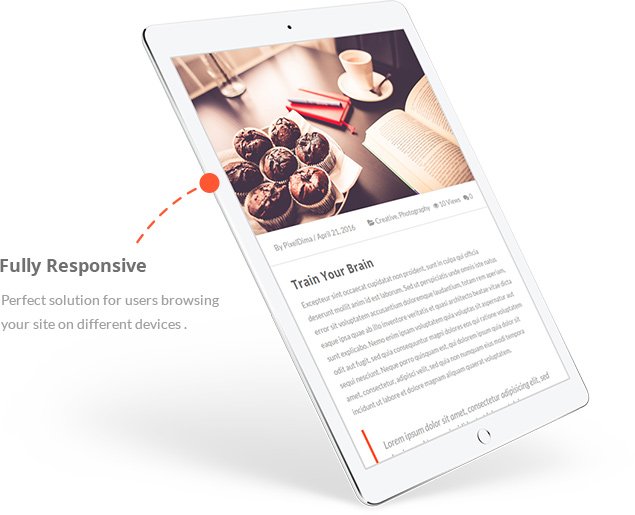 By PixelDima / April 21, 2016 Creative, Photography 10 Views 0
Train Your Brain
Excepteur sint occaecat cupidatat non proident, sunt in culpa qui officia
deserunt mollit anim id est laborum. Sed ut perspiciatis unde omnis iste natus
error sit voluptatem accusantium dolor emque laudantium, totam rem aperiam,
eaque ipsa quae ab illo inventore veritatis et quasi architecto beatae vitae dicta
sunt explicabo. Nemo enim ipsam voluptatem quia voluptas sit aspernatur aut
odit aut fugit, sed quia consequuntur magni dolores eos qui ratione voluptatem
sequi nesciunt. Neque porro quisquam est, qui dolorem ipsum quia dolor sit
amet, consectetur, adipisci velit, sed quia non numquam eius modi tempora
incidunt ut labore et dolore magnam aliquam quaerat voluptatem.
Lorem ipsum dolor sit amet, consectetur adipisicing elit, sed
Fully Responsive
Perfect solution for users browsing
your site on different devices .